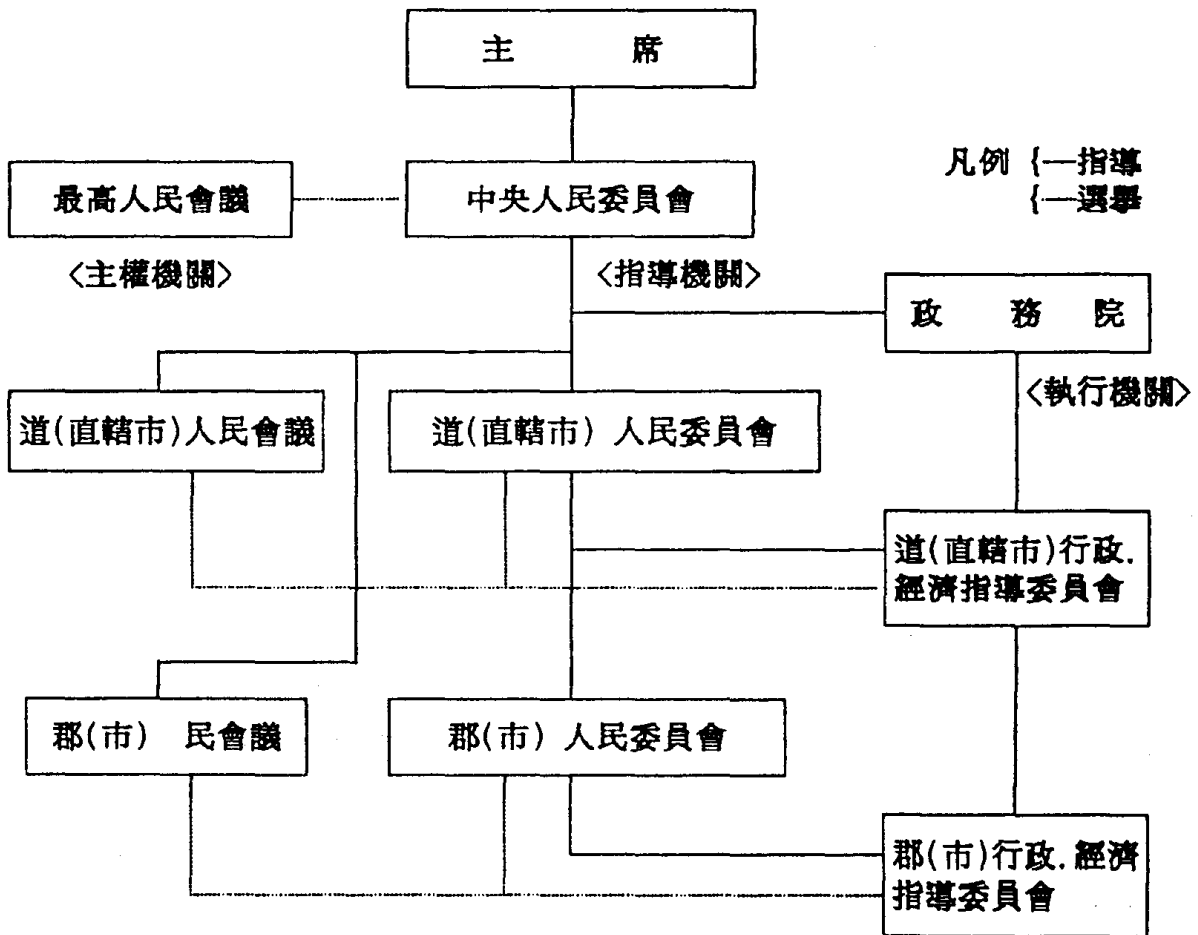 主　席
最高人民會議
中央人民委員會
凡例 {—指導
{—選擧
<主權機關>
<指導機關>
政　務　院
<執行機關>
道(直轄市)人民會議
道(直轄市) 人民委員會
道(直轄市)行政.
經濟指導委員會
郡(市)　民會議
郡(市) 人民委員會
郡(市)行政. 經濟
指導委員會